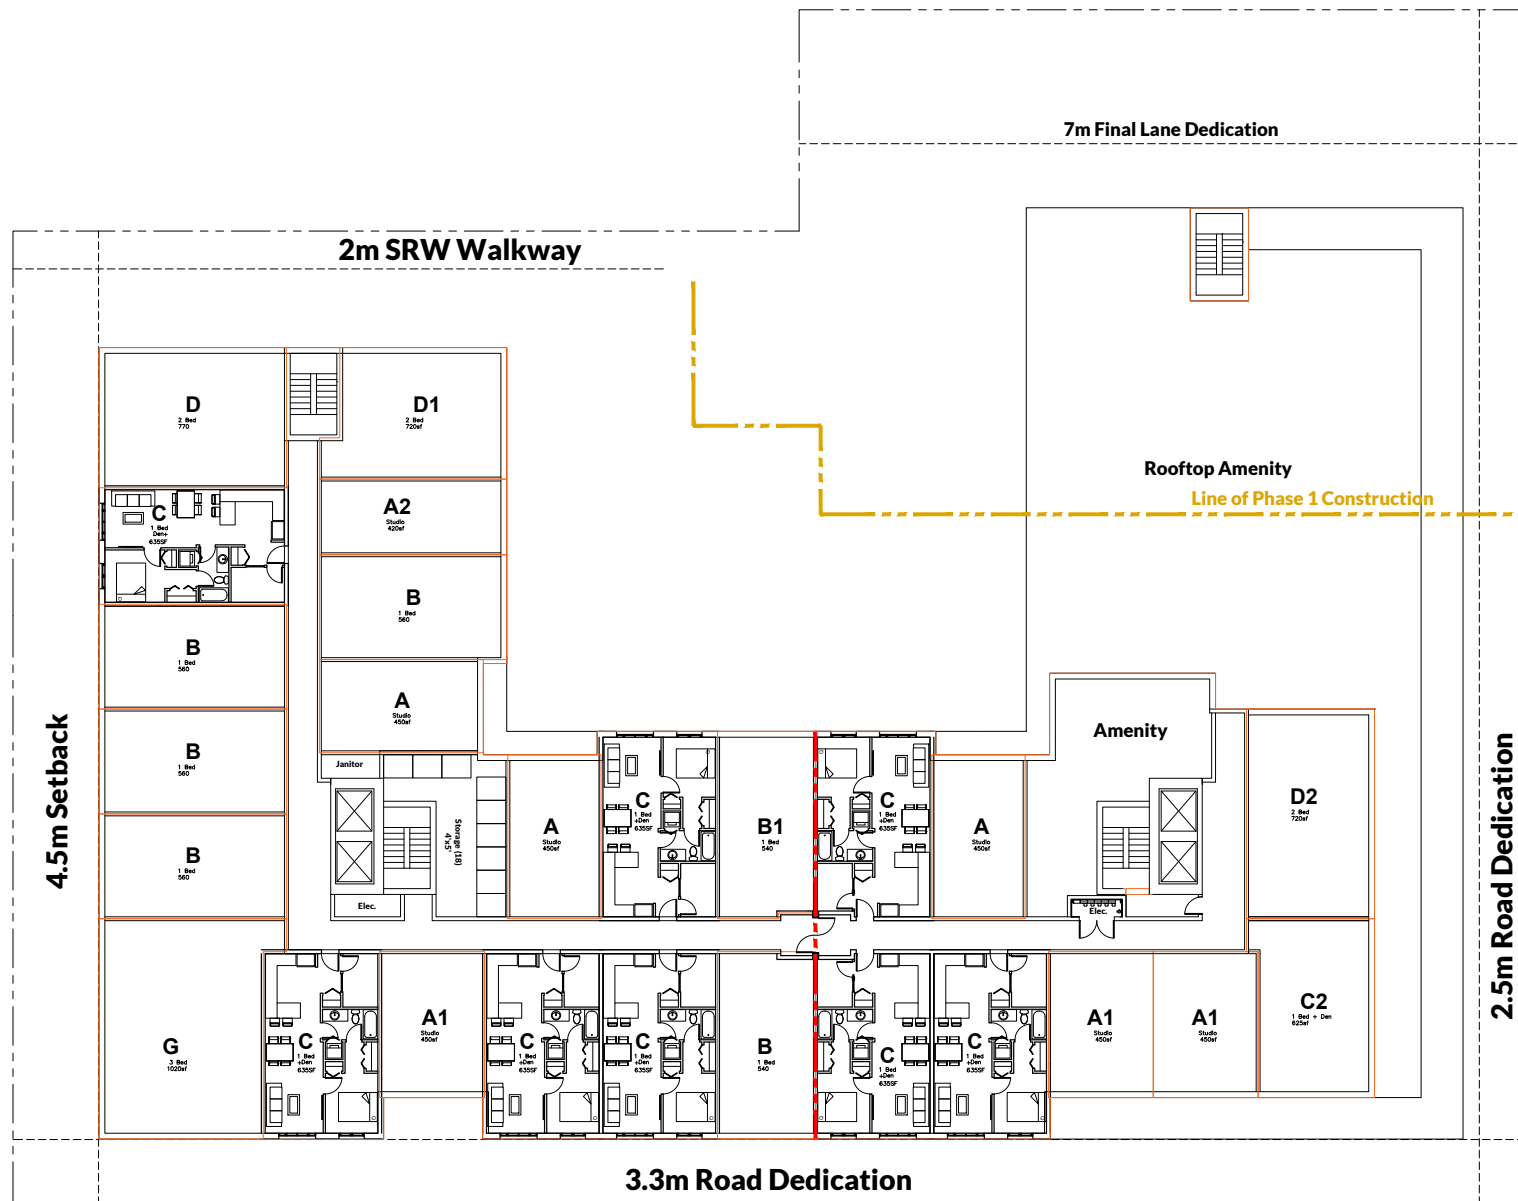 7m Final Lane Dedication
2m SRW Walkway
D
2 Bed
770
D1
2 Bed
720sf
Rooftop Amenity
Line of Phase 1 Construction
A2
Studio
420sf
C
1 Bed
Den+
635SF
B
1 Bed
560
B
1 Bed
560
A
Studio
450sf
4.5m Setback
B
1 Bed
560
Janitor
Amenity
2.5m Road Dedication
D2
2 Bed
720sf
C
1 Bed
+Den
635SF
C
1 Bed
+Den
635SF
Storage (18)
4'x5'
A
Studio
450sf
B1
1 Bed
540
A
Studio
450sf
B
1 Bed
560
Elec.
Elec.
C2
1 Bed + Den
625sf
A1
Studio
450sf
A1
Studio
450sf
A1
Studio
450sf
G
3 Bed
1020sf
C
1 Bed
+Den
635SF
C
1 Bed
+Den
635SF
C
1 Bed
+Den
635SF
B
1 Bed
540
C
1 Bed
+Den
635SF
C
1 Bed
+Den
635SF
3.3m Road Dedication